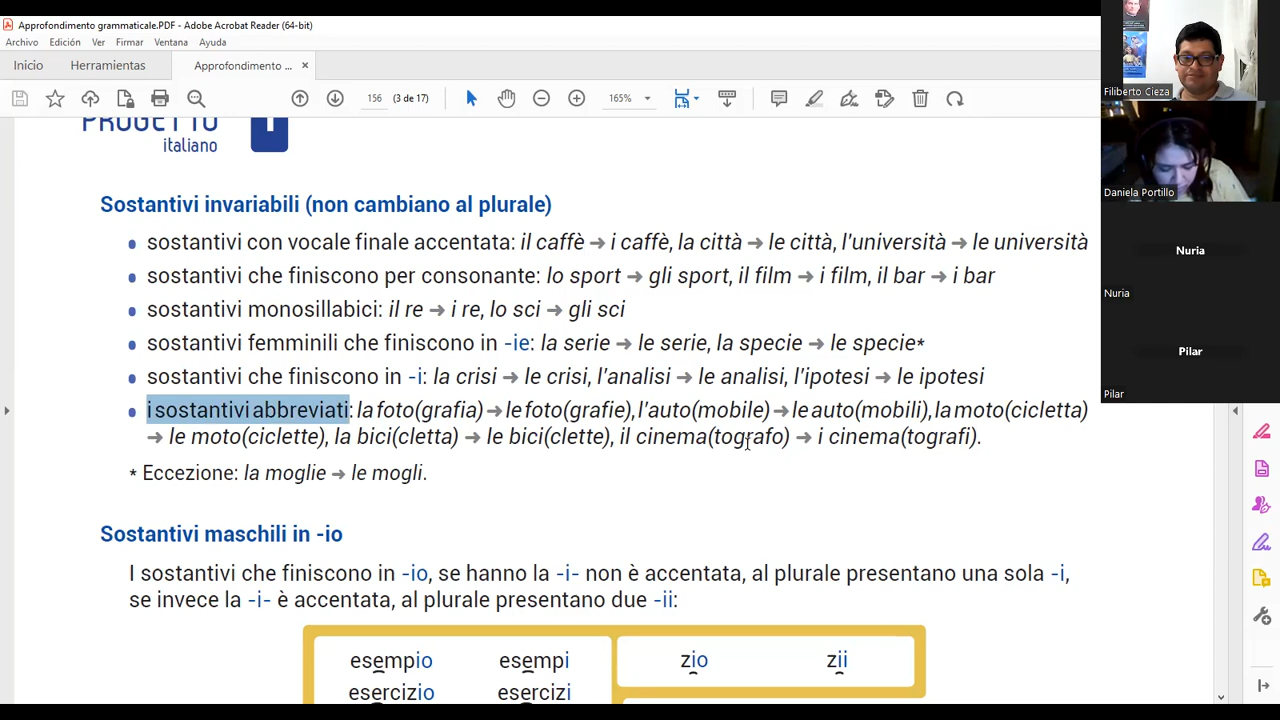 Approfondimento grammaticale.PDF - Adobe Acrobat Reader (64-bit)
Archivo Edición Ver Firmar Ventana Ayuda
Inicio Herramientas Approfondimento ... ×
156 (3 de 17) 165%
PROGETTO 1
italiano
Sostantivi invariabili (non cambiano al plurale)
• sostantivi con vocale finale accentata: il caffè → i caffè, la città → le città, l'università → le università
• sostantivi che finiscono per consonante: lo sport → gli sport, il film → i film, il bar → i bar
• sostantivi monosillabici: il re → i re, lo sci → gli sci
• sostantivi femminili che finiscono in -ie: la serie → le serie, la specie → le specie*
• sostantivi che finiscono in -i: la crisi → le crisi, l'analisi → le analisi, l'ipotesi → le ipotesi
• i sostantivi abbreviati: la foto(grafia) → le foto(grafie), l'auto(mobile) → le auto(mobili), la moto(cicletta)
→ le moto(ciclette), la bici(cletta) → le bici(clette), il cinema(tografo) → i cinema(tografi).
* Eccezione: la moglie → le mogli.
Sostantivi maschili in -io
I sostantivi che finiscono in -io, se hanno la -i- non è accentata, al plurale presentano una sola -i,
se invece la -i- è accentata, al plurale presentano due -ii:
esempio esempi zio zii
esercizio esercizi
Filiberto Cieza
Daniela Portillo
Nuria
Nuria
Pilar
Pilar